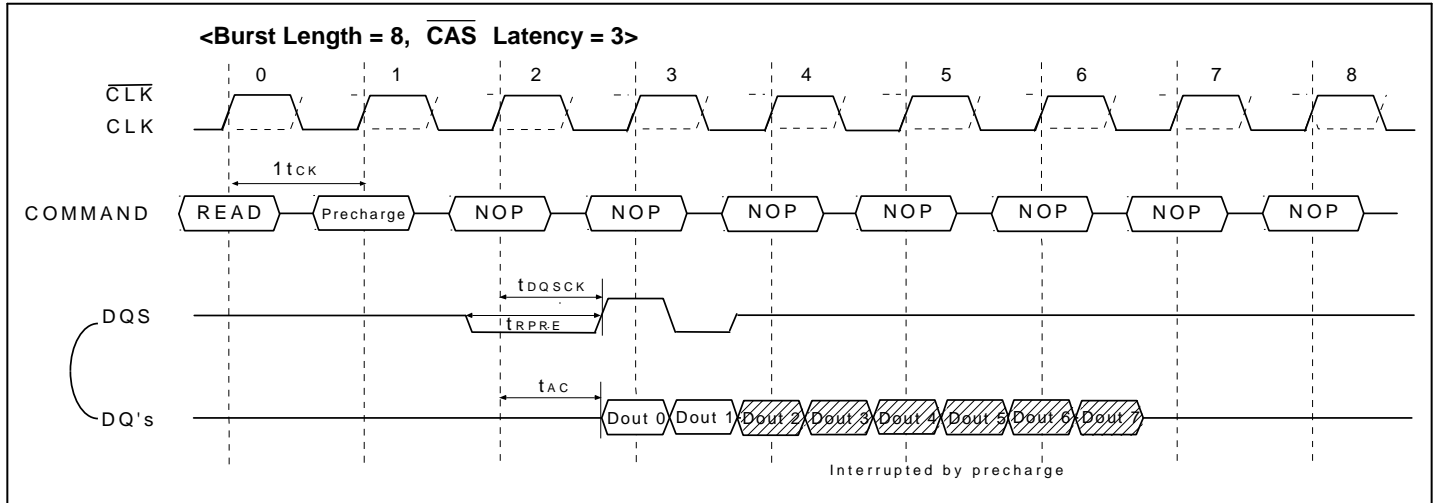 <Burst Length = 8, CAS Latency = 3>
0 1 2 3 4 5 6 7 8
CLK
CLK
1tCK
COMMAND READ Precharge NOP NOP NOP NOP NOP NOP NOP
tDQSCK
DQS
tRPRE
tAC
DQ's Dout 0 Dout 1 Dout 2 Dout 3 Dout 4 Dout 5 Dout 6 Dout 7
Interrupted by precharge